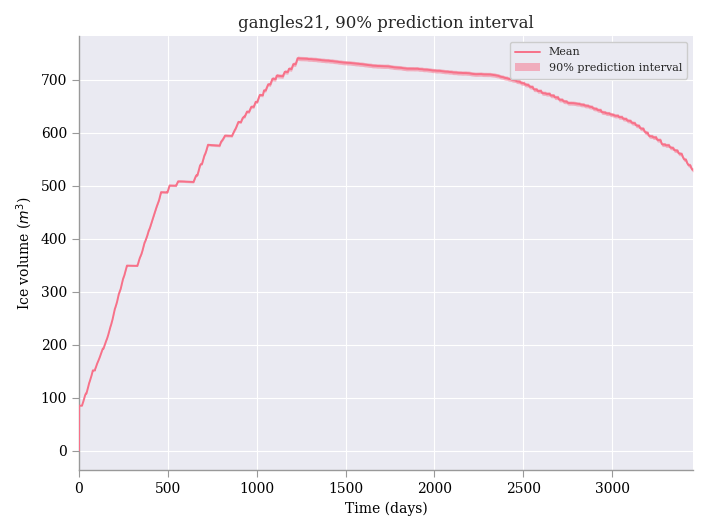 gangles21, 90% prediction interval
Mean
90% prediction interval
Ice volume (m³)
700
600
500
400
300
200
100
0
0 500 1000 1500 2000 2500 3000
Time (days)